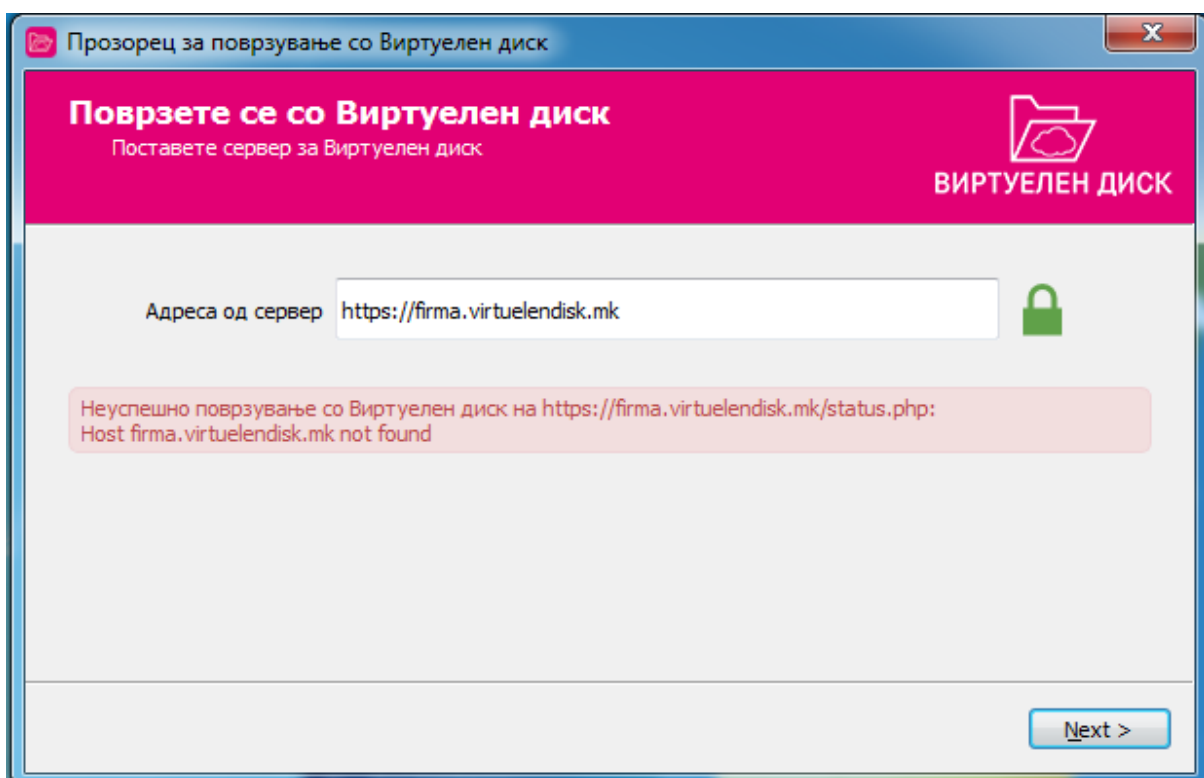 Прозорец за поврзување со Виртуелен диск
Поврзете се со Виртуелен диск
Поставете сервер за Виртуелен диск
ВИРТУЕЛЕН ДИСК
Адреса од сервер https://firma.virtuelendisk.mk
Неуспешно поврзување со Виртуелен диск на https://firma.virtuelendisk.mk/status.php:
Host firma.virtuelendisk.mk not found
Next >